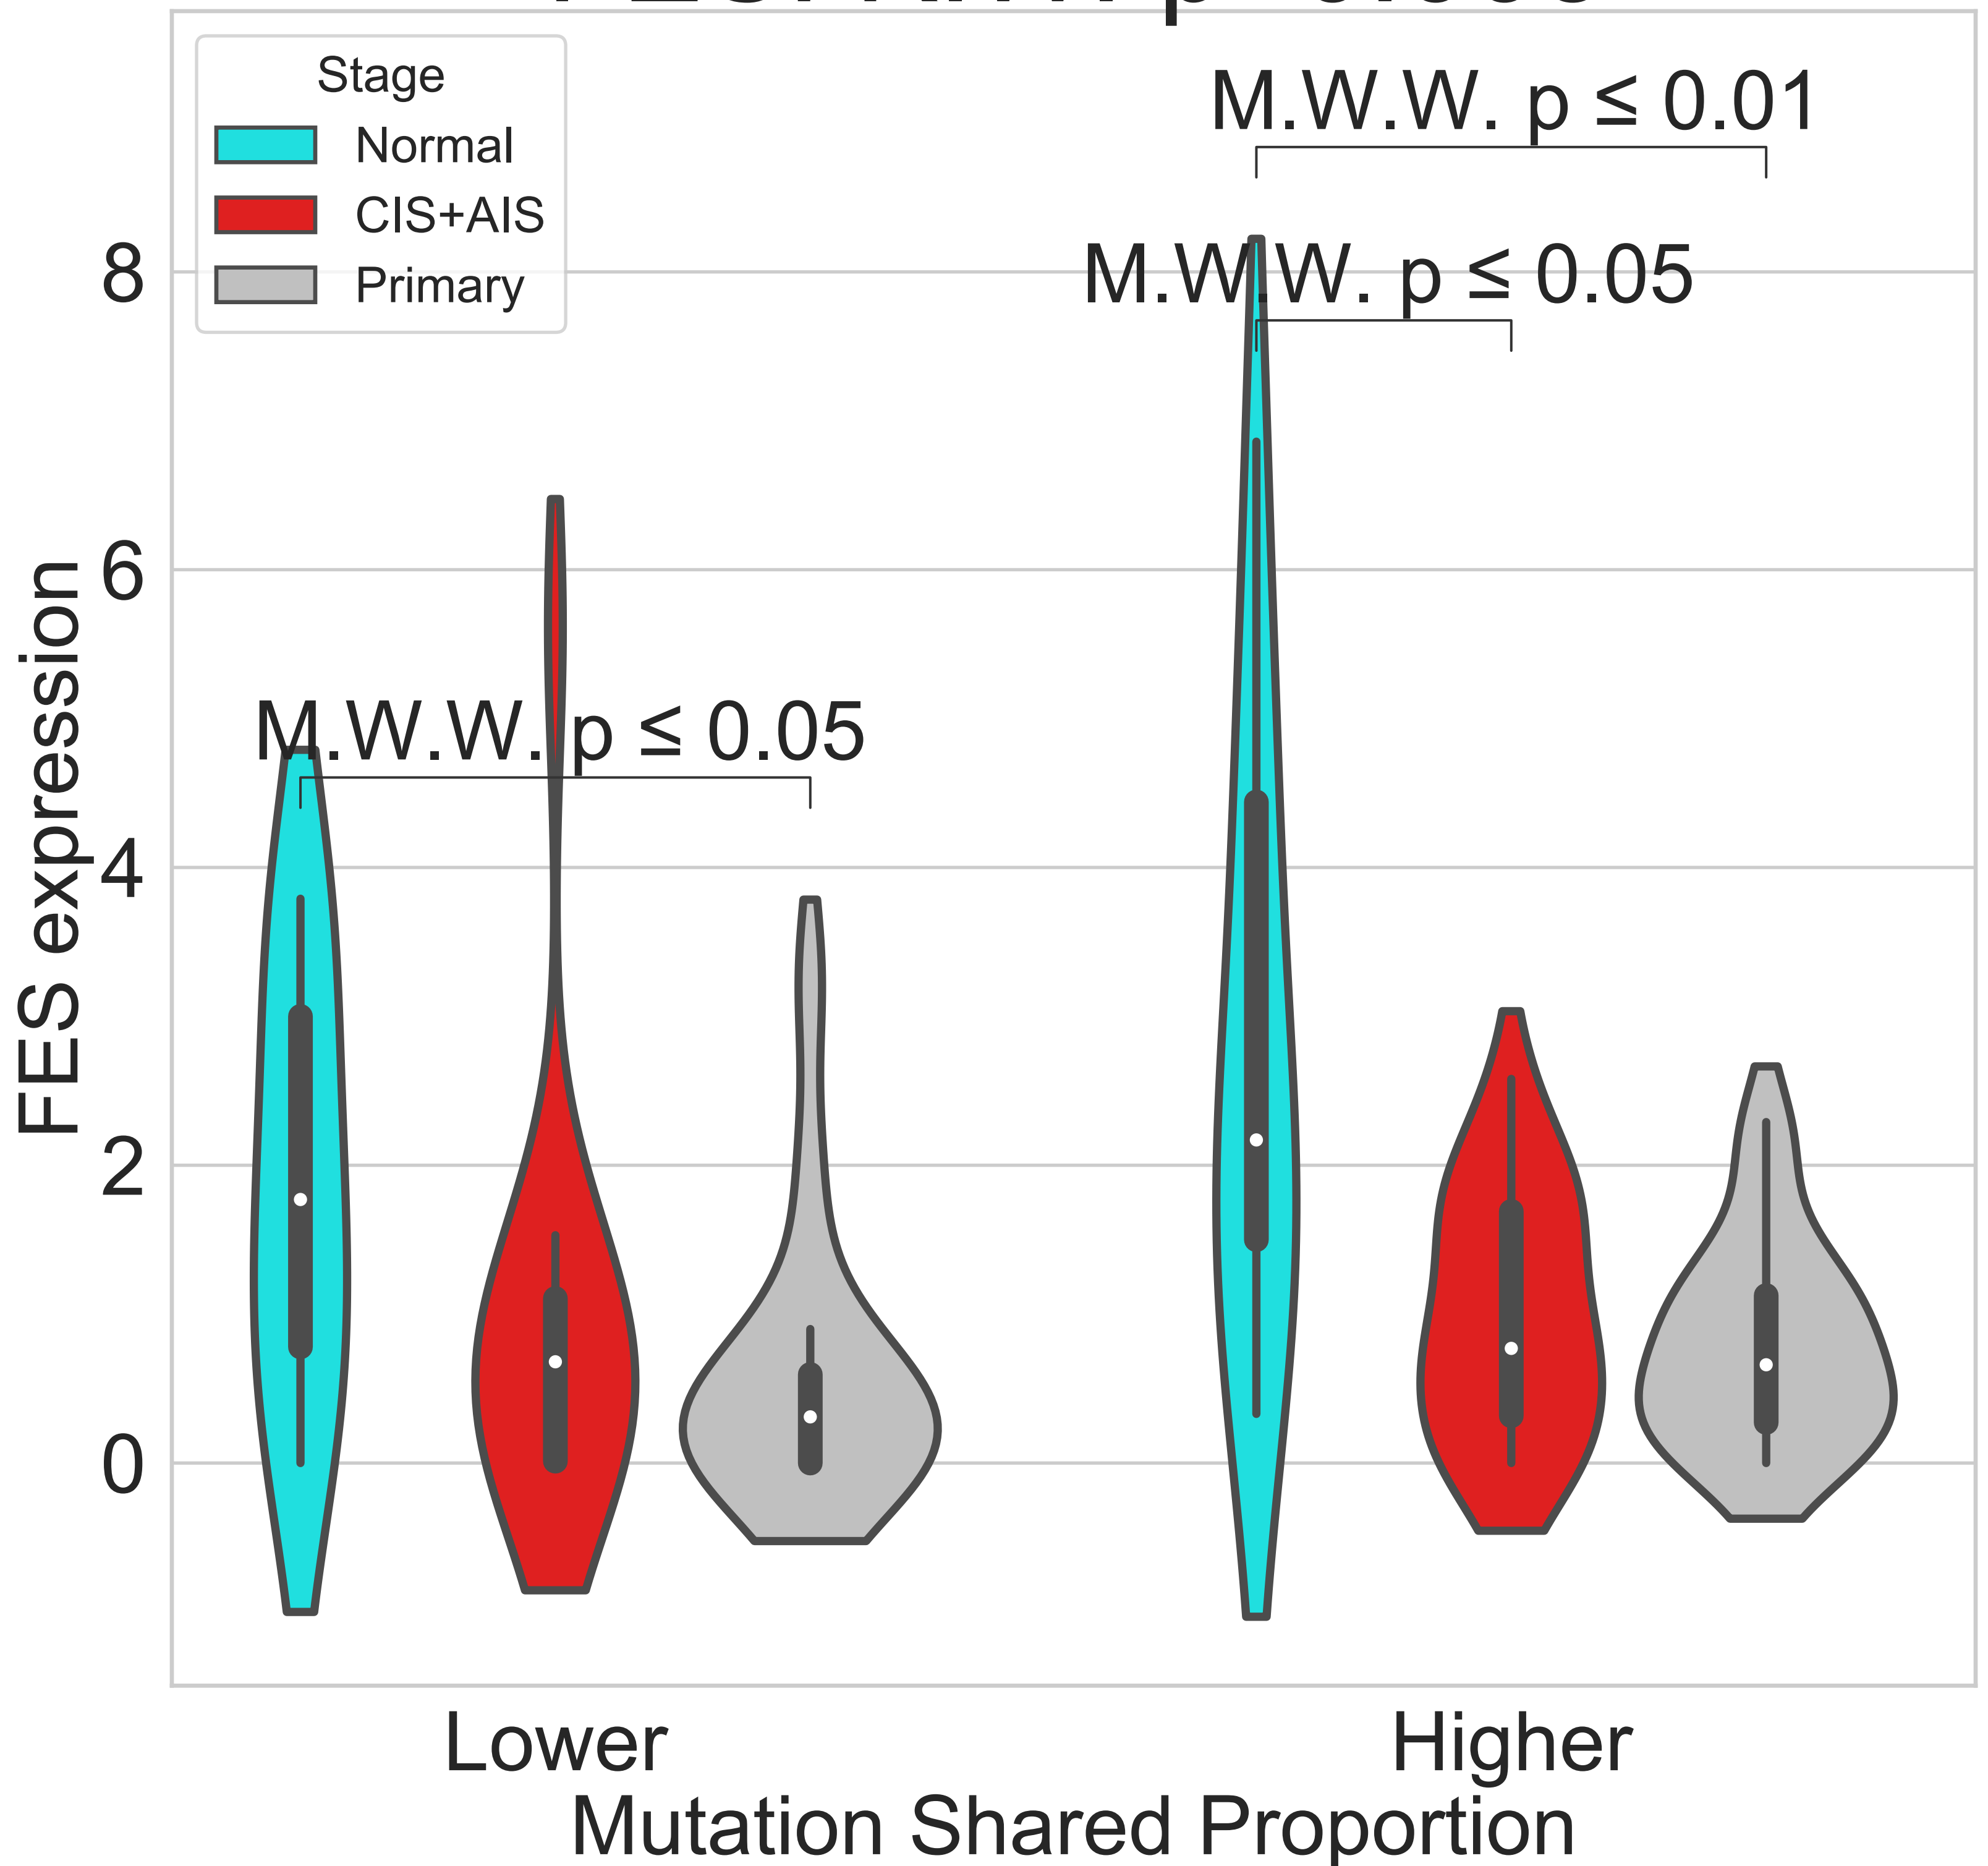 Stage
Normal
CIS+AIS
Primary
M.W.W. p ≤ 0.01
M.W.W. p ≤ 0.05
M.W.W. p ≤ 0.05
8
6
4
2
0
FES expression
Lower
Higher
Mutation Shared Proportion